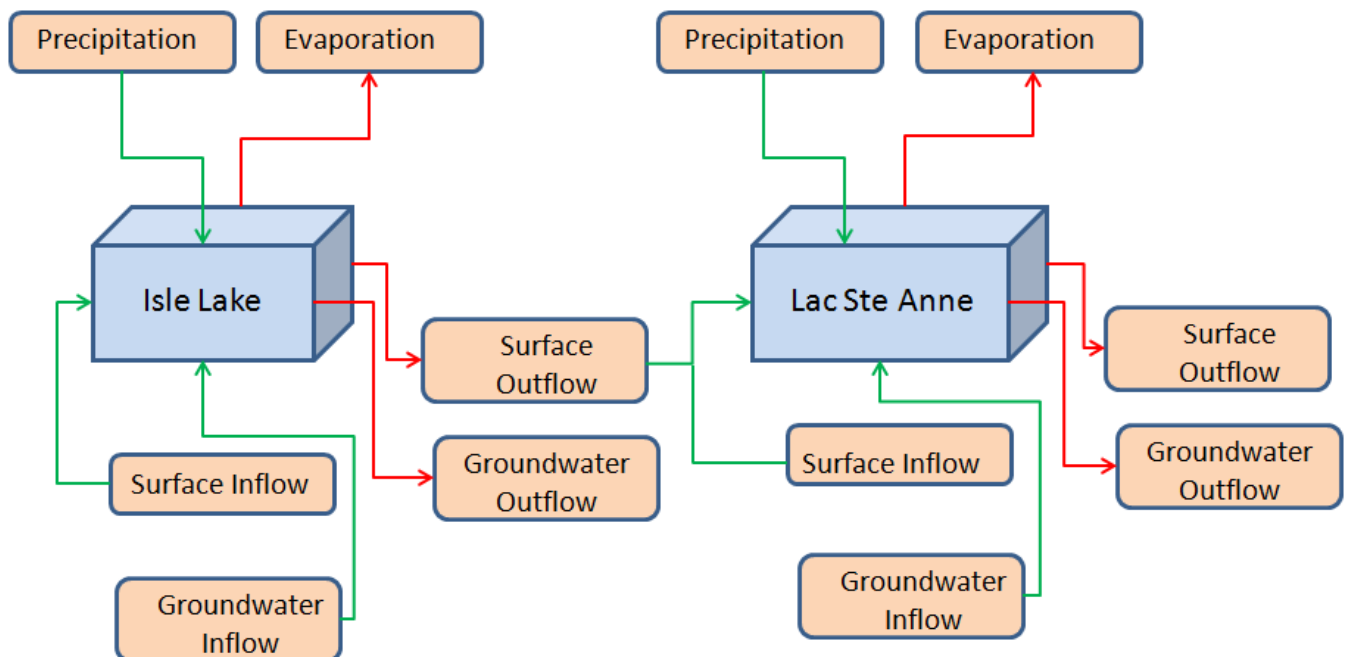 Precipitation
Evaporation
Precipitation
Evaporation
Isle Lake
Lac Ste Anne
Surface
Outflow
Surface
Outflow
Groundwater
Outflow
Surface Inflow
Surface Inflow
Groundwater
Outflow
Groundwater
Inflow
Groundwater
Inflow